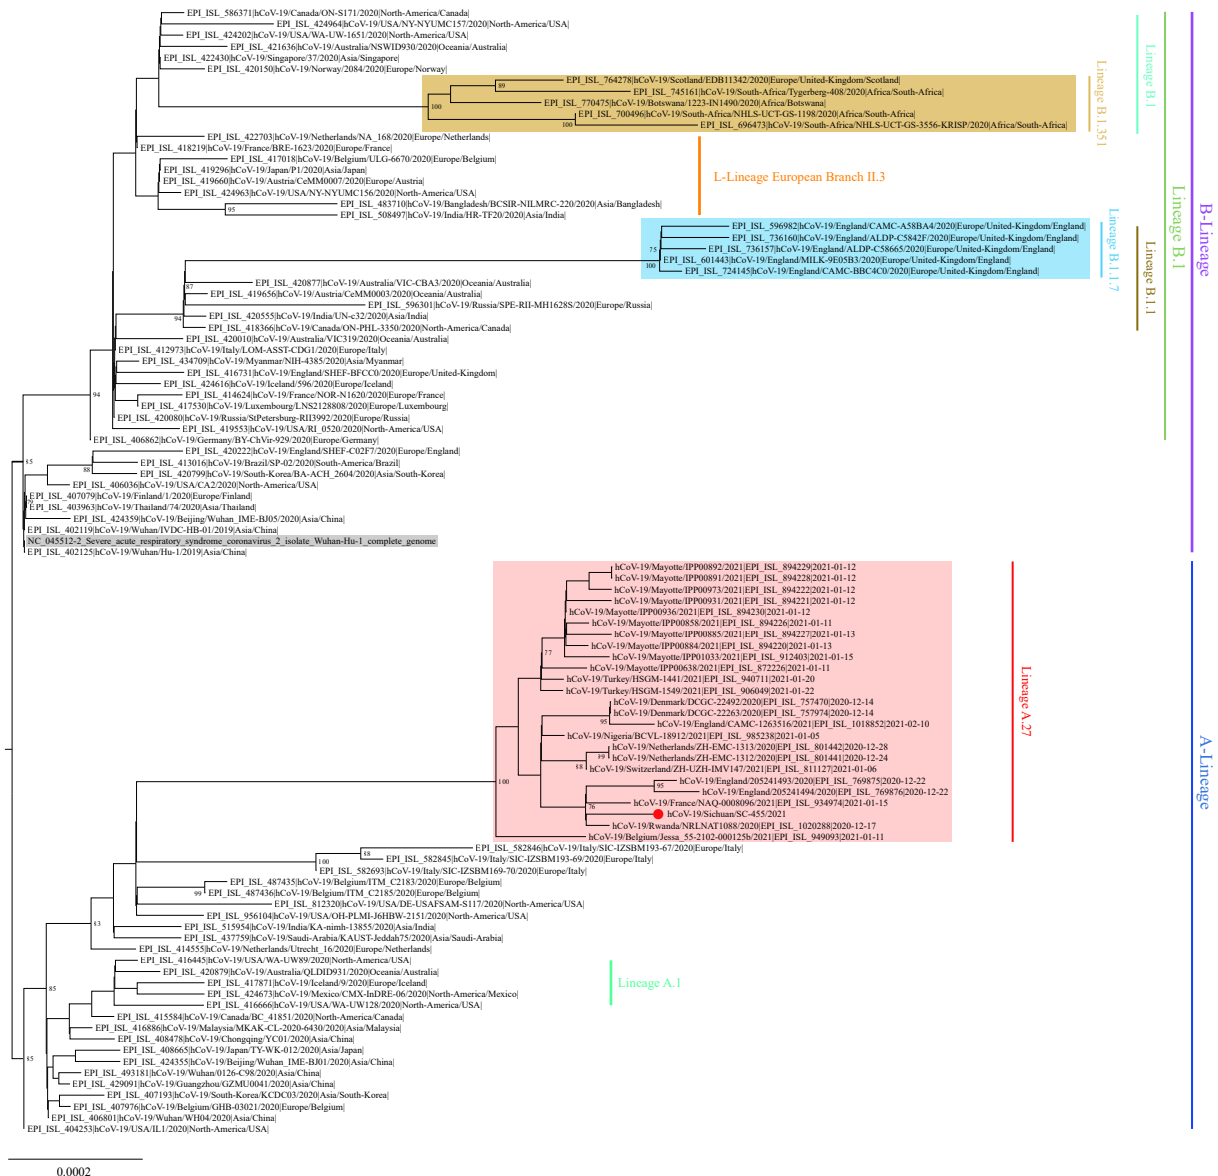 EPI_ISL_586371|hCoV-19/Canada/ON-S171/2020|North-America/Canada|
EPI_ISL_424964|hCoV-19/USA/NY-NYUMC157/2020|North-America/USA|
EPI_ISL_424202|hCoV-19/USA/WA-UW-1651/2020|North-America/USA|
EPI_ISL_421636|hCoV-19/Australia/NSWID930/2020|Oceania/Australia|
EPI_ISL_422430|hCoV-19/Singapore/37/2020|Asia/Singapore|
EPI_ISL_420150|hCoV-19/Norway/2084/2020|Europe/Norway|
EPI_ISL_764278|hCoV-19/Scotland/EDB11342/2020|Europe/United-Kingdom/Scotland|
89
EPI_ISL_745161|hCoV-19/South-Africa/Tygerberg-408/2020|Africa/South-Africa|
100
EPI_ISL_770475|hCoV-19/Botswana/1223-IN1490/2020|Africa/Botswana|
EPI_ISL_700496|hCoV-19/South-Africa/NHLS-UCT-GS-1198/2020|Africa/South-Africa|
100
EPI_ISL_696473|hCoV-19/South-Africa/NHLS-UCT-GS-3556-KRISP/2020|Africa/South-Africa|
Lineage B.1.351
Lineage B.1
EPI_ISL_422703|hCoV-19/Netherlands/NA_168/2020|Europe/Netherlands|
EPI_ISL_418219|hCoV-19/France/BRE-1623/2020|Europe/France|
EPI_ISL_417018|hCoV-19/Belgium/ULG-6670/2020|Europe/Belgium|
EPI_ISL_419296|hCoV-19/Japan/P1/2020|Asia/Japan|
EPI_ISL_419660|hCoV-19/Austria/CeMM0007/2020|Europe/Austria|
EPI_ISL_424963|hCoV-19/USA/NY-NYUMC156/2020|North-America/USA|
EPI_ISL_483710|hCoV-19/Bangladesh/BCSIR-NILMRC-220/2020|Asia/Bangladesh|
95
EPI_ISL_508497|hCoV-19/India/HR-TF20/2020|Asia/India|
L-Lineage European Branch II.3
EPI_ISL_596982|hCoV-19/England/CAMC-A58BA4/2020|Europe/United-Kingdom/England|
EPI_ISL_736160|hCoV-19/England/ALDP-C5842F/2020|Europe/United-Kingdom/England|
75
EPI_ISL_736157|hCoV-19/England/ALDP-C58665/2020|Europe/United-Kingdom/England|
EPI_ISL_601443|hCoV-19/England/MILK-9E05B3/2020|Europe/United-Kingdom/England|
100
EPI_ISL_724145|hCoV-19/England/CAMC-BBC4C0/2020|Europe/United-Kingdom/England|
Lineage B.1.1.7
Lineage B.1.1
Lineage B.1
B-Lineage
EPI_ISL_420877|hCoV-19/Australia/VIC-CBA3/2020|Oceania/Australia|
87
EPI_ISL_419656|hCoV-19/Austria/CeMM0003/2020|Oceania/Australia|
EPI_ISL_596301|hCoV-19/Russia/SPE-RII-MH1628S/2020|Europe/Russia|
94
EPI_ISL_420555|hCoV-19/India/UN-c32/2020|Asia/India|
EPI_ISL_418366|hCoV-19/Canada/ON-PHL-3350/2020|North-America/Canada|
EPI_ISL_420010|hCoV-19/Australia/VIC319/2020|Oceania/Australia|
EPI_ISL_412973|hCoV-19/Italy/LOM-ASST-CDG1/2020|Europe/Italy|
EPI_ISL_434709|hCoV-19/Myanmar/NIH-4385/2020|Asia/Myanmar|
EPI_ISL_416731|hCoV-19/England/SHEF-BFCC0/2020|Europe/United-Kingdom|
EPI_ISL_424616|hCoV-19/Iceland/596/2020|Europe/Iceland|
94
EPI_ISL_414624|hCoV-19/France/NOR-N1620/2020|Europe/France|
EPI_ISL_417530|hCoV-19/Luxembourg/LNS2128808/2020|Europe/Luxembourg|
EPI_ISL_420080|hCoV-19/Russia/StPetersburg-RII3992/2020|Europe/Russia|
EPI_ISL_419553|hCoV-19/USA/RI_0520/2020|North-America/USA|
EPI_ISL_406862|hCoV-19/Germany/BY-ChVir-929/2020|Europe/Germany|
EPI_ISL_420222|hCoV-19/England/SHEF-C02F7/2020|Europe/England|
85
EPI_ISL_413016|hCoV-19/Brazil/SP-02/2020|South-America/Brazil|
88
EPI_ISL_420799|hCoV-19/South-Korea/BA-ACH_2604/2020|Asia/South-Korea|
EPI_ISL_406036|hCoV-19/USA/CA2/2020|North-America/USA|
EPI_ISL_407079|hCoV-19/Finland/1/2020|Europe/Finland|
EPI_ISL_403963|hCoV-19/Thailand/74/2020|Asia/Thailand|
EPI_ISL_424359|hCoV-19/Beijing/Wuhan_IME-BJ05/2020|Asia/China|
EPI_ISL_402119|hCoV-19/Wuhan/IVDC-HB-01/2019|Asia/China|
NC_045512-2_Severe_acute_respiratory_syndrome_coronavirus_2_isolate_Wuhan-Hu-1_complete_genome
EPI_ISL_402125|hCoV-19/Wuhan/Hu-1/2019|Asia/China|
hCoV-19/Mayotte/IPP00892/2021|EPI_ISL_894229|2021-01-12
hCoV-19/Mayotte/IPP00891/2021|EPI_ISL_894228|2021-01-12
hCoV-19/Mayotte/IPP00973/2021|EPI_ISL_894222|2021-01-12
hCoV-19/Mayotte/IPP00931/2021|EPI_ISL_894221|2021-01-12
hCoV-19/Mayotte/IPP00936/2021|EPI_ISL_894230|2021-01-12
hCoV-19/Mayotte/IPP00858/2021|EPI_ISL_894226|2021-01-11
hCoV-19/Mayotte/IPP00885/2021|EPI_ISL_894227|2021-01-13
hCoV-19/Mayotte/IPP00884/2021|EPI_ISL_894220|2021-01-13
77
hCoV-19/Mayotte/IPP01033/2021|EPI_ISL_912403|2021-01-15
hCoV-19/Mayotte/IPP00638/2021|EPI_ISL_872226|2021-01-11
hCoV-19/Turkey/HSGM-1441/2021|EPI_ISL_940711|2021-01-20
hCoV-19/Turkey/HSGM-1549/2021|EPI_ISL_906049|2021-01-22
hCoV-19/Denmark/DCGC-22492/2020|EPI_ISL_757470|2020-12-14
hCoV-19/Denmark/DCGC-22263/2020|EPI_ISL_757974|2020-12-14
95
hCoV-19/England/CAMC-1263516/2021|EPI_ISL_1018852|2021-02-10
hCoV-19/Nigeria/BCVL-18912/2021|EPI_ISL_985238|2021-01-05
hCoV-19/Netherlands/ZH-EMC-1313/2020|EPI_ISL_801442|2020-12-28
hCoV-19/Netherlands/ZH-EMC-1312/2020|EPI_ISL_801441|2020-12-24
88
hCoV-19/Switzerland/ZH-UZH-IMV147/2021|EPI_ISL_811127|2021-01-06
100
hCoV-19/England/205241493/2020|EPI_ISL_769875|2020-12-22
95
hCoV-19/England/205241494/2020|EPI_ISL_769876|2020-12-22
76
hCoV-19/France/NAQ-0008096/2021|EPI_ISL_934974|2021-01-15
hCoV-19/Sichuan/SC-455/2021
hCoV-19/Rwanda/NRLNAT1088/2020|EPI_ISL_1020288|2020-12-17
hCoV-19/Belgium/Jessa_55-2102-000125b/2021|EPI_ISL_949093|2021-01-11
Lineage A.27
A-Lineage
EPI_ISL_582846|hCoV-19/Italy/SIC-IZSBM193-67/2020|Europe/Italy|
88
EPI_ISL_582845|hCoV-19/Italy/SIC-IZSBM193-69/2020|Europe/Italy|
100
EPI_ISL_582693|hCoV-19/Italy/SIC-IZSBM169-70/2020|Europe/Italy|
EPI_ISL_487435|hCoV-19/Belgium/ITM_C2183/2020|Europe/Belgium|
99
EPI_ISL_487436|hCoV-19/Belgium/ITM_C2185/2020|Europe/Belgium|
EPI_ISL_812320|hCoV-19/USA/DE-USAFSAM-S117/2020|North-America/USA|
EPI_ISL_956104|hCoV-19/USA/OH-PLMI-J6HBW-2151/2020|North-America/USA|
83
EPI_ISL_515954|hCoV-19/India/KA-nimh-13855/2020|Asia/India|
EPI_ISL_437759|hCoV-19/Saudi-Arabia/KAUST-Jeddah75/2020|Asia/Saudi-Arabia|
EPI_ISL_414555|hCoV-19/Netherlands/Utrecht_16/2020|Europe/Netherlands|
EPI_ISL_416445|hCoV-19/USA/WA-UW89/2020|North-America/USA|
EPI_ISL_420879|hCoV-19/Australia/QLDID931/2020|Oceania/Australia|
EPI_ISL_417871|hCoV-19/Iceland/9/2020|Europe/Iceland|
85
EPI_ISL_424673|hCoV-19/Mexico/CMX-InDRE-06/2020|North-America/Mexico|
EPI_ISL_416666|hCoV-19/USA/WA-UW128/2020|North-America/USA|
Lineage A.1
EPI_ISL_415584|hCoV-19/Canada/BC_41851/2020|North-America/Canada|
EPI_ISL_416886|hCoV-19/Malaysia/MKAK-CL-2020-6430/2020|Asia/Malaysia|
EPI_ISL_408478|hCoV-19/Chongqing/YC01/2020|Asia/China|
EPI_ISL_408665|hCoV-19/Japan/TY-WK-012/2020|Asia/Japan|
85
EPI_ISL_424355|hCoV-19/Beijing/Wuhan_IME-BJ01/2020|Asia/China|
EPI_ISL_493181|hCoV-19/Wuhan/0126-C98/2020|Asia/China|
EPI_ISL_429091|hCoV-19/Guangzhou/GZMU0041/2020|Asia/China|
EPI_ISL_407193|hCoV-19/South-Korea/KCDC03/2020|Asia/South-Korea|
EPI_ISL_407976|hCoV-19/Belgium/GHB-03021/2020|Europe/Belgium|
EPI_ISL_406801|hCoV-19/Wuhan/WH04/2020|Asia/China|
EPI_ISL_404253|hCoV-19/USA/IL1/2020|North-America/USA|
0.0002